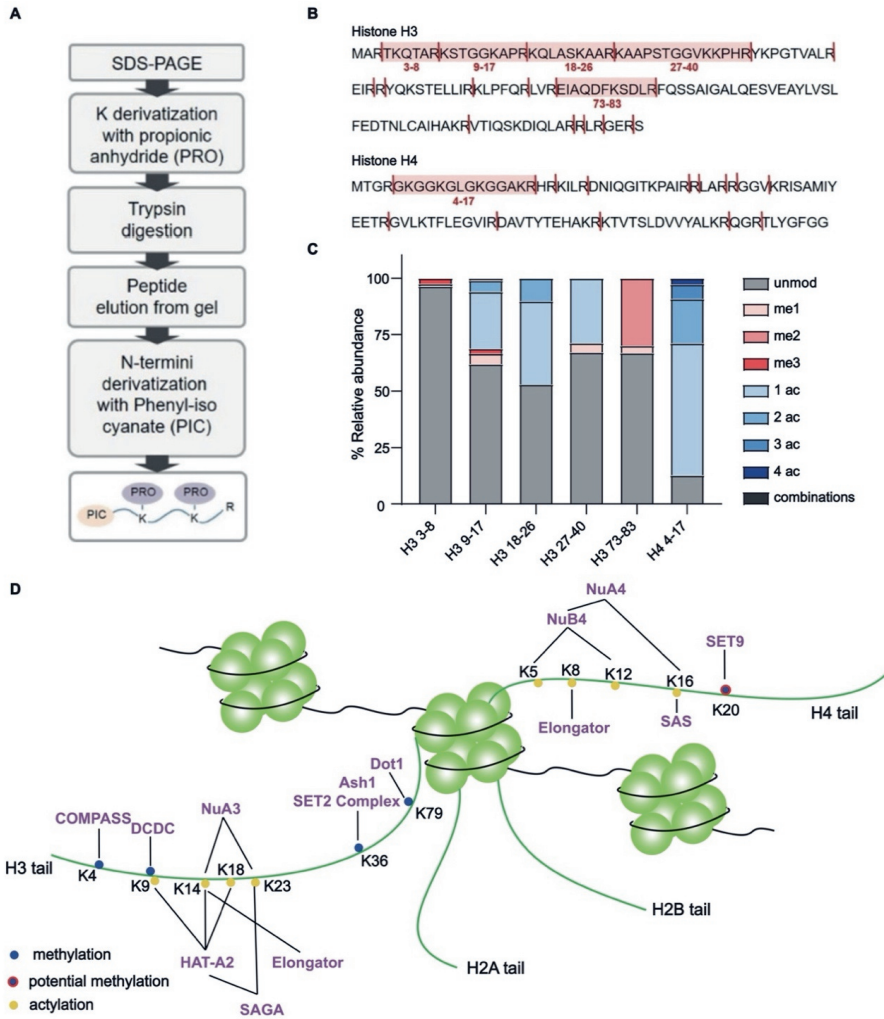 A
SDS-PAGE
K derivatization
with propionic
anhydride (PRO)
Trypsin
digestion
Peptide
elution from gel
N-termini
derivatization
with Phenyl-iso
cyanate (PIC)
PRO
PRO
PIC
K
K
R
B
Histone H3
MARTKQTARKSTGGKAPRKQLASKAARKAAPSTGGVKKPHRYKPGTVALR
3-8
9-17
18-26
27-40
EIRRYQKSTELLIRKLPFQRLVREIAQDFKSDLRFQSSAIGALQESVEAYLVSL
73-83
FEDTNLCAIHAKRVTIQSKDIQLARRLRGERS
Histone H4
MTGRGKGGKGLGKGGAKRHRKILRDNIQGITKPAIRRLARRGGVKRISAMIY
4-17
EETRGVLKTFLEGVIRDAVTYTEHAKRKTVTSLDVVYALKRQGRTLYGFGG
C
% Relative abundance
100
75
50
25
0
H3 3-8
H3 9-17
H3 18-26
H3 27-40
H3 73-83
H4 4-17
unmod
me1
me2
me3
1 ac
2 ac
3 ac
4 ac
combinations
D
NuA4
NuB4
SET9
K5
K8
K12
K16
K20
Elongator
SAS
H4 tail
Dot1
Ash1
SET2 Complex
K79
NuA3
COMPASS
DCDC
K36
H3 tail
K4
K9
K14
K18
K23
H2B tail
HAT-A2
Elongator
H2A tail
SAGA
methylation
potential methylation
actylation